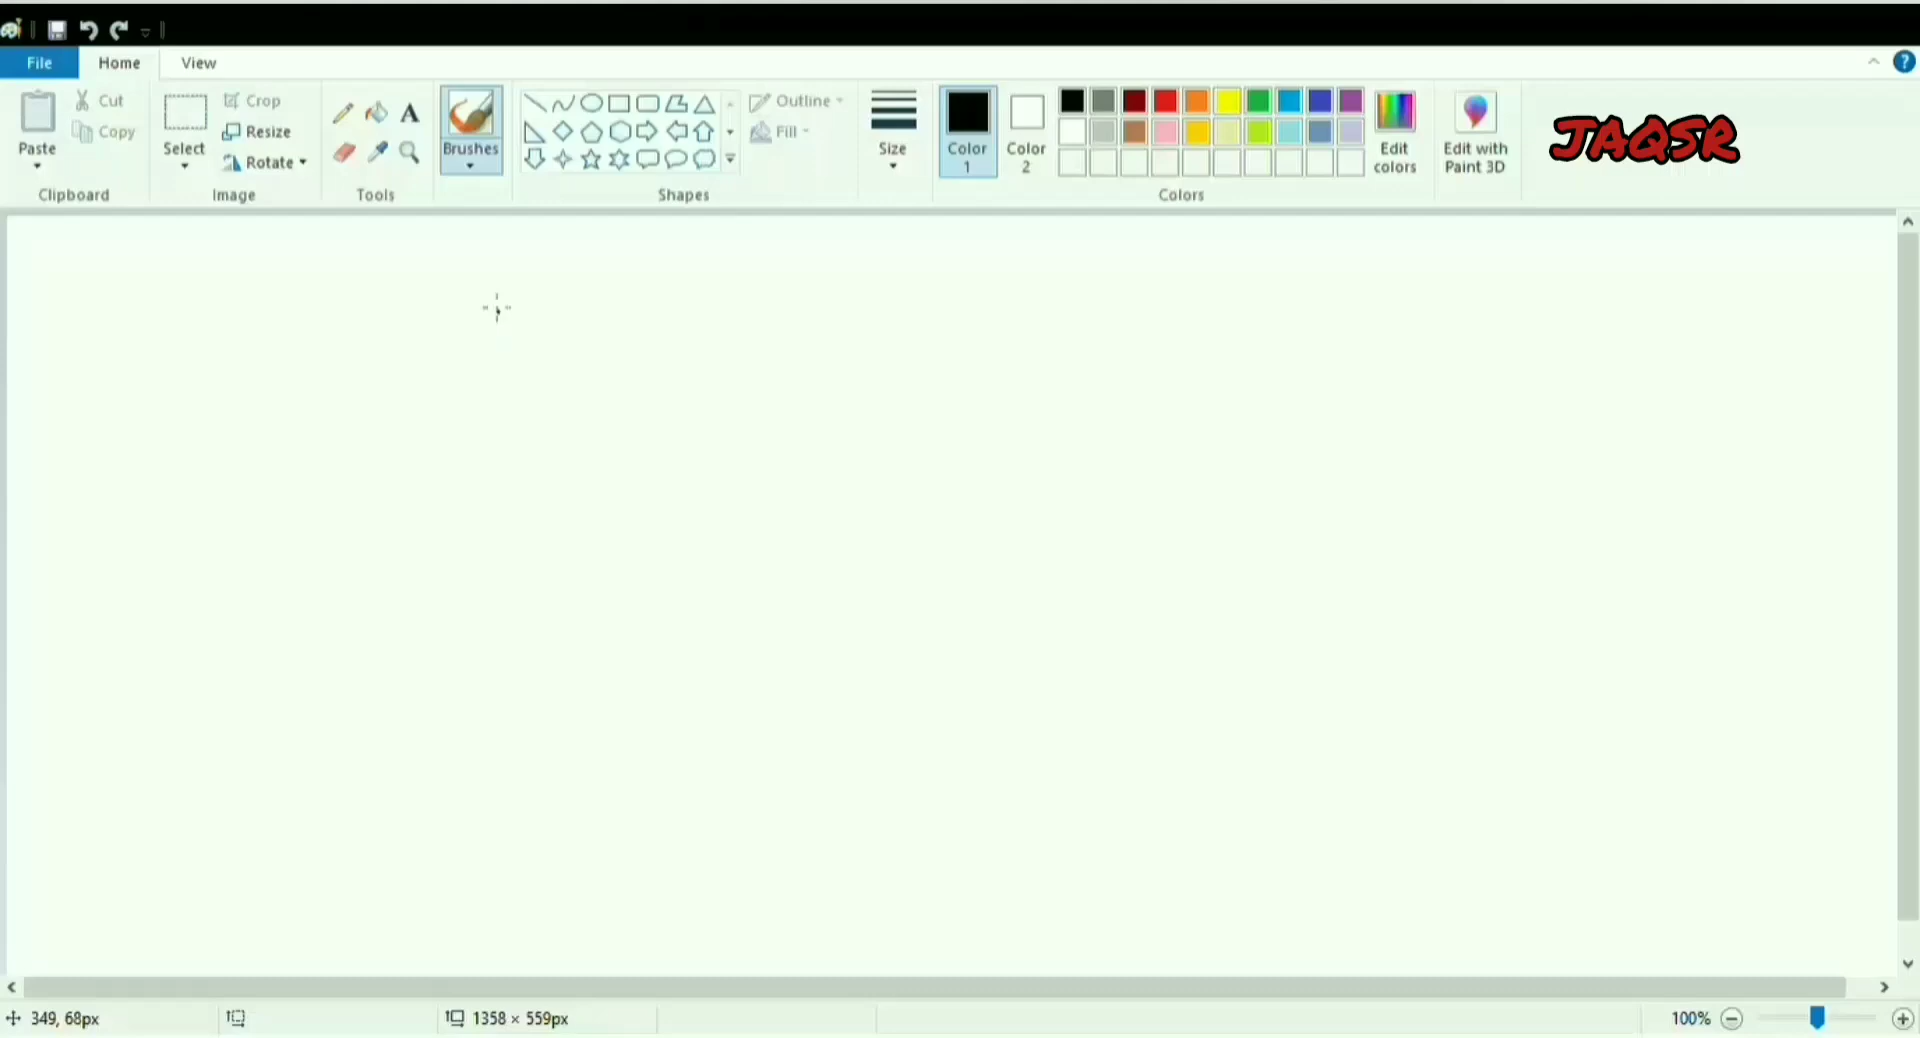 File Home View
Paste
Cut
Copy
Clipboard
Select
Crop
Resize
Rotate
Image
A
Tools
Brushes
Shapes
Outline
Fill
Size
Color 1
Color 2
Colors
Edit colors
Edit with Paint 3D
JAQSR
?
349, 68px
1358 × 559px
100%